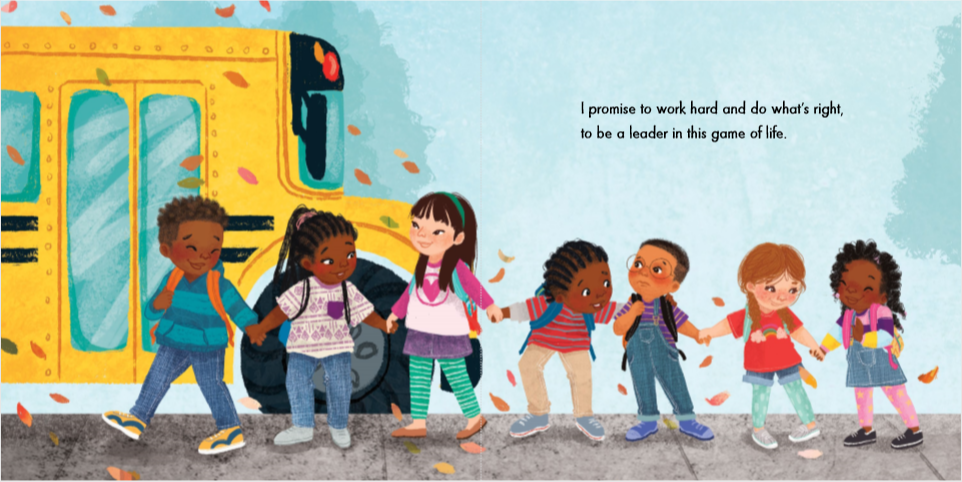 I promise to work hard and do what's right,
to be a leader in this game of life.